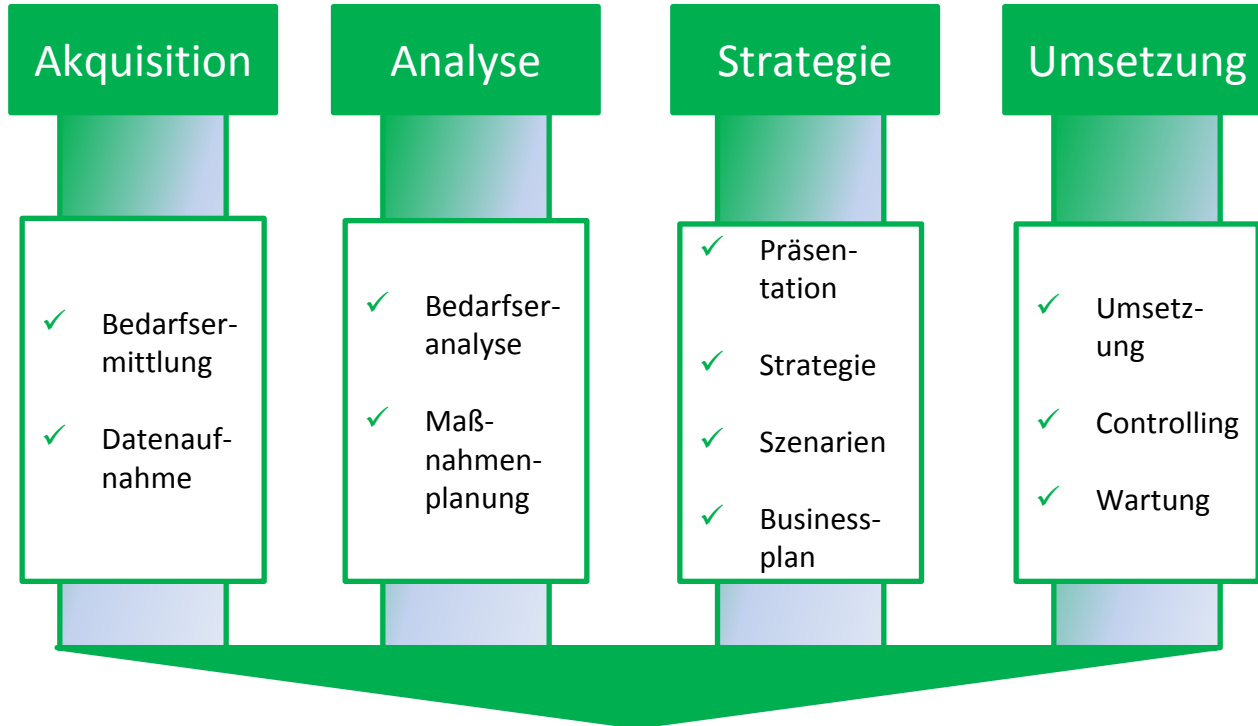 Akquisition
Bedarfser-
mittlung
Datenauf-
nahme
Analyse
Bedarfser-
analyse
Maß-
nahmen-
planung
Strategie
Präsen-
tation
Strategie
Szenarien
Business-
plan
Umsetzung
Umsetz-
ung
Controlling
Wartung